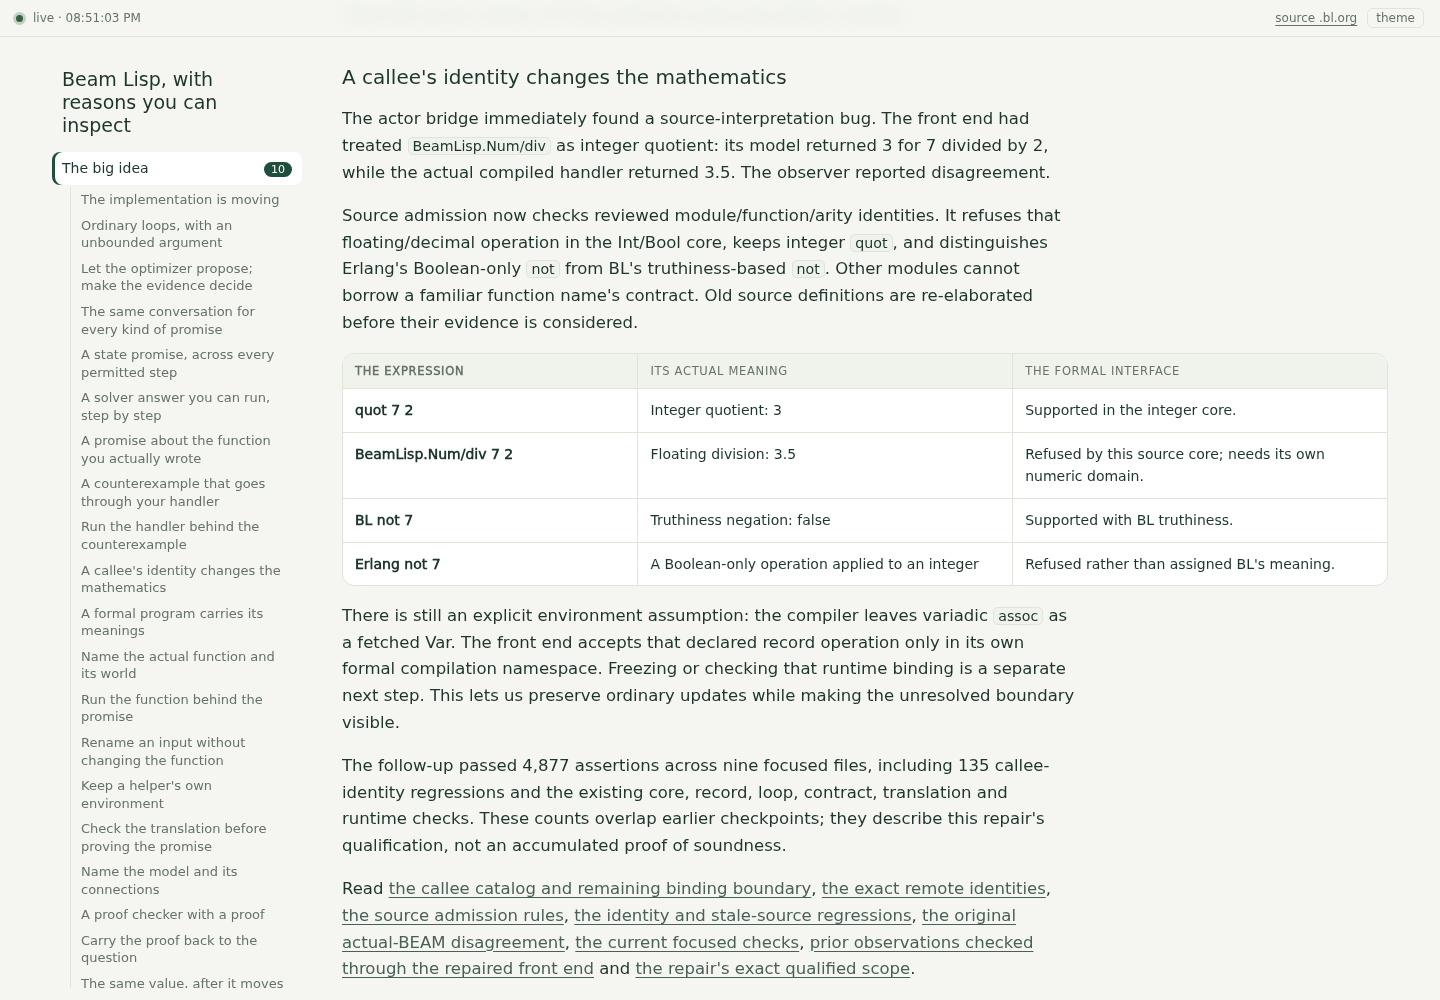 live · 08:51:03 PM
source .bl.org
theme
Beam Lisp, with
reasons you can
inspect
The big idea
10
The implementation is moving
Ordinary loops, with an
unbounded argument
Let the optimizer propose;
make the evidence decide
The same conversation for
every kind of promise
A state promise, across every
permitted step
A solver answer you can run,
step by step
A promise about the function
you actually wrote
A counterexample that goes
through your handler
Run the handler behind the
counterexample
A callee's identity changes the
mathematics
A formal program carries its
meanings
Name the actual function and
its world
Run the function behind the
promise
Rename an input without
changing the function
Keep a helper's own
environment
Check the translation before
proving the promise
Name the model and its
connections
A proof checker with a proof
Carry the proof back to the
question
The same value, after it moves
A callee's identity changes the mathematics
The actor bridge immediately found a source-interpretation bug. The front end had
treated BeamLisp.Num/div as integer quotient: its model returned 3 for 7 divided by 2,
while the actual compiled handler returned 3.5. The observer reported disagreement.
Source admission now checks reviewed module/function/arity identities. It refuses that
floating/decimal operation in the Int/Bool core, keeps integer quot, and distinguishes
Erlang's Boolean-only not from BL's truthiness-based not. Other modules cannot
borrow a familiar function name's contract. Old source definitions are re-elaborated
before their evidence is considered.
THE EXPRESSION
ITS ACTUAL MEANING
THE FORMAL INTERFACE
quot 7 2
Integer quotient: 3
Supported in the integer core.
BeamLisp.Num/div 7 2
Floating division: 3.5
Refused by this source core; needs its own
numeric domain.
BL not 7
Truthiness negation: false
Supported with BL truthiness.
Erlang not 7
A Boolean-only operation applied to an integer
Refused rather than assigned BL's meaning.
There is still an explicit environment assumption: the compiler leaves variadic assoc as
a fetched Var. The front end accepts that declared record operation only in its own
formal compilation namespace. Freezing or checking that runtime binding is a separate
next step. This lets us preserve ordinary updates while making the unresolved boundary
visible.
The follow-up passed 4,877 assertions across nine focused files, including 135 callee-
identity regressions and the existing core, record, loop, contract, translation and
runtime checks. These counts overlap earlier checkpoints; they describe this repair's
qualification, not an accumulated proof of soundness.
Read the callee catalog and remaining binding boundary, the exact remote identities,
the source admission rules, the identity and stale-source regressions, the original
actual-BEAM disagreement, the current focused checks, prior observations checked
through the repaired front end and the repair's exact qualified scope.